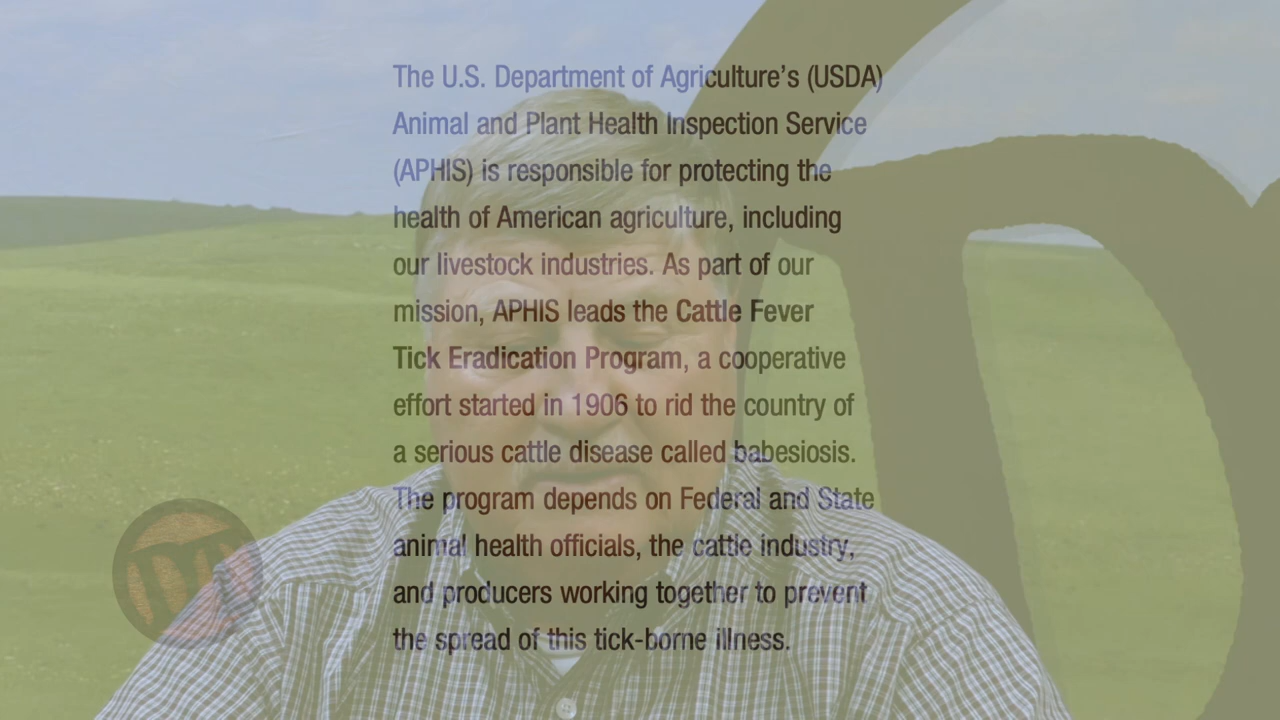 The U.S. Department of Agriculture’s (USDA)
Animal and Plant Health Inspection Service
(APHIS) is responsible for protecting the
health of American agriculture, including
our livestock industries. As part of our
mission, APHIS leads the Cattle Fever
Tick Eradication Program, a cooperative
effort started in 1906 to rid the country of
a serious cattle disease called babesiosis.
The program depends on Federal and State
animal health officials, the cattle industry,
and producers working together to prevent
the spread of this tick-borne illness.